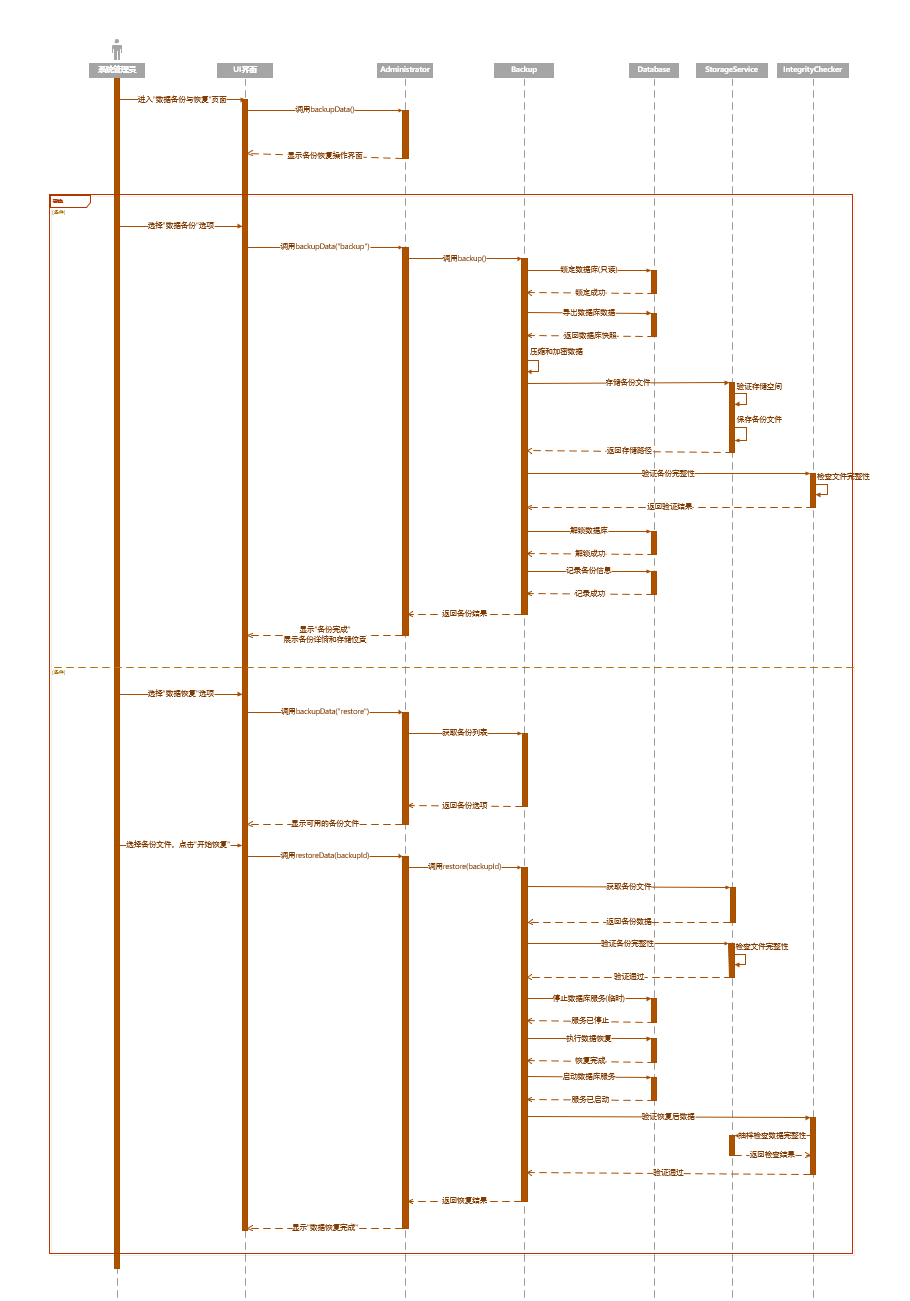 系统管理员
UI界面
Administrator
Backup
Database
StorageService
IntegrityChecker
进入"数据备份与恢复"页面
调用backupData()
显示备份恢复操作界面
[条件]
选择"数据备份"选项
调用backupData("backup")
调用backup()
锁定数据库(只读)
锁定成功
导出数据库数据
返回数据库快照
压缩和加密数据
存储备份文件
验证存储空间
保存备份文件
返回存储路径
验证备份完整性
检查文件完整性
返回验证结果
解锁数据库
解锁成功
记录备份信息
记录成功
返回备份结果
显示"备份完成"
展示备份详情和存储位置
[条件]
选择"数据恢复"选项
调用backupData("restore")
获取备份列表
返回备份选项
显示可用的备份文件
选择备份文件，点击"开始恢复"
调用restoreData(backupId)
调用restore(backupId)
获取备份文件
返回备份数据
验证备份完整性
检查文件完整性
验证通过
停止数据库服务(临时)
服务已停止
执行数据恢复
恢复完成
启动数据库服务
服务已启动
验证恢复后数据
抽样检查数据完整性
返回检查结果
验证通过
返回恢复结果
显示"数据恢复完成"